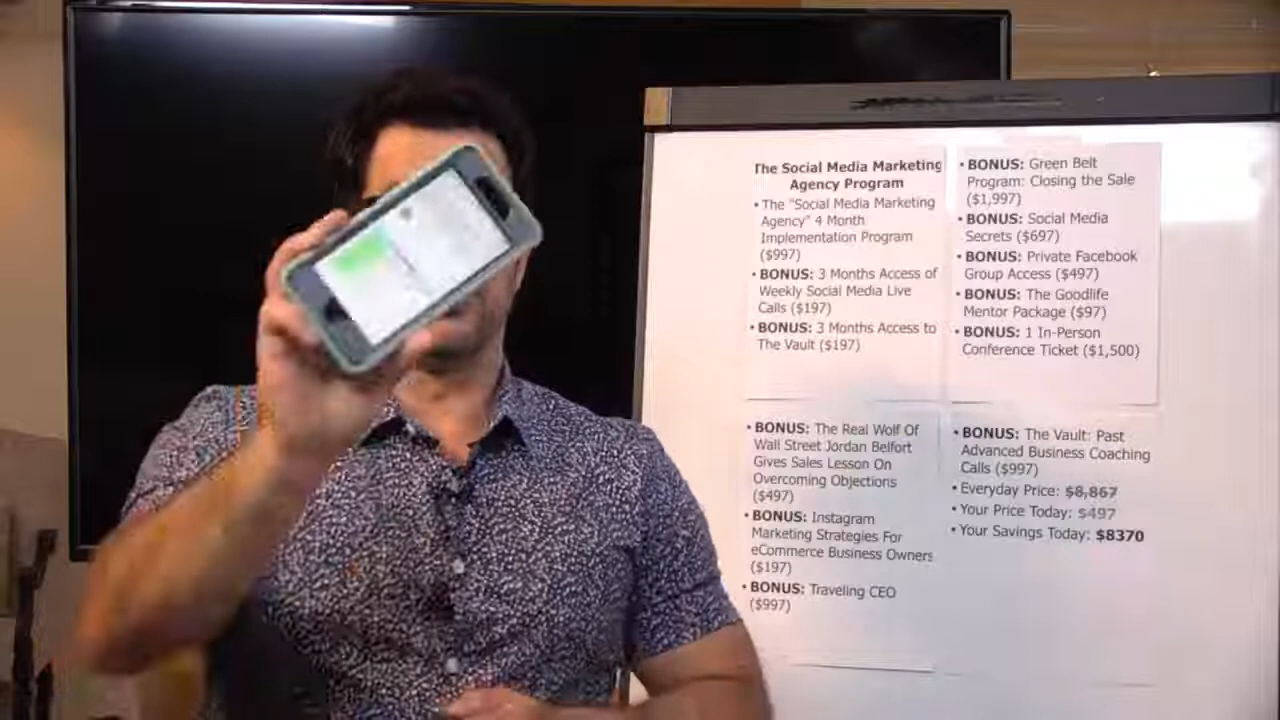 The Social Media Marketing
Agency Program
• The "Social Media Marketing
Agency" 4 Month
Implementation Program
($997)
• BONUS: 3 Months Access of
Weekly Social Media Live
Calls ($197)
• BONUS: 3 Months Access to
The Vault ($197)
• BONUS: Green Belt
Program: Closing the Sale
($1,997)
• BONUS: Social Media
Secrets ($697)
• BONUS: Private Facebook
Group Access ($497)
• BONUS: The Goodlife
Mentor Package ($97)
• BONUS: 1 In-Person
Conference Ticket ($1,500)
• BONUS: The Real Wolf Of
Wall Street Jordan Belfort
Gives Sales Lesson On
Overcoming Objections
($497)
• BONUS: Instagram
Marketing Strategies For
eCommerce Business Owners
($197)
• BONUS: Traveling CEO
($997)
• BONUS: The Vault: Past
Advanced Business Coaching
Calls ($997)
• Everyday Price: $8,867
• Your Price Today: $497
• Your Savings Today: $8370